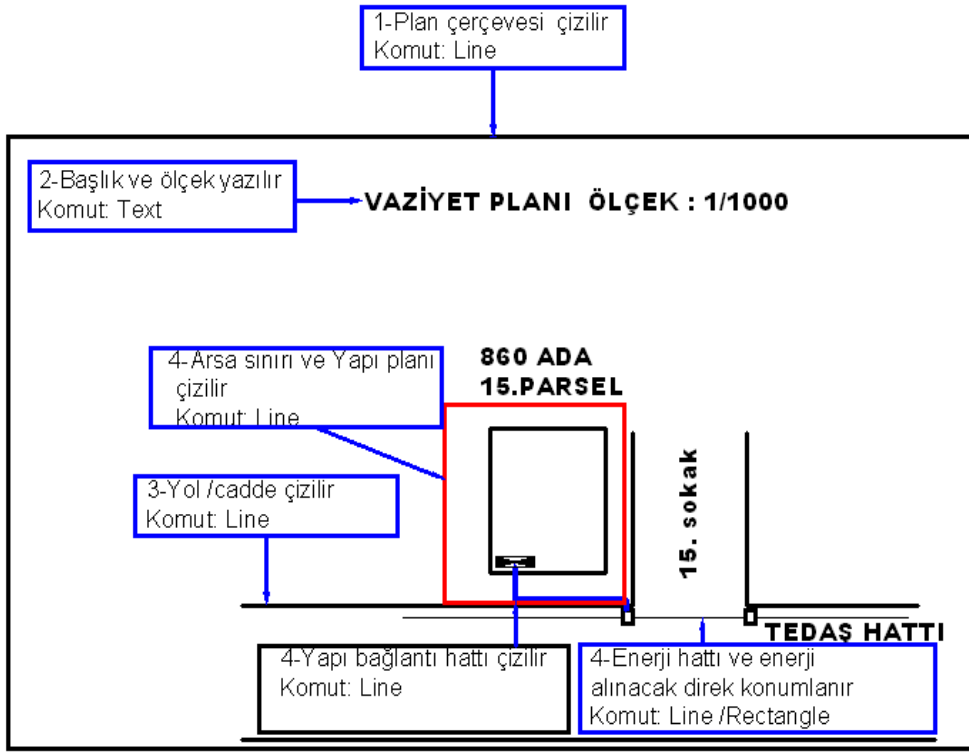 1-Plan çerçevesi çizilir
Komut: Line
2-Başlık ve ölçek yazılır
Komut: Text
VAZİYET PLANI ÖLÇEK : 1/1000
4-Arsa sınırı ve Yapı planı
çizilir
Komut: Line
860 ADA
15.PARSEL
3-Yol /cadde çizilir
Komut: Line
15. sokak
TEDAŞ HATTI
4-Yapı bağlantı hattı çizilir
Komut: Line
4-Enerji hattı ve enerji
alınacak direk konumlanır
Komut: Line /Rectangle